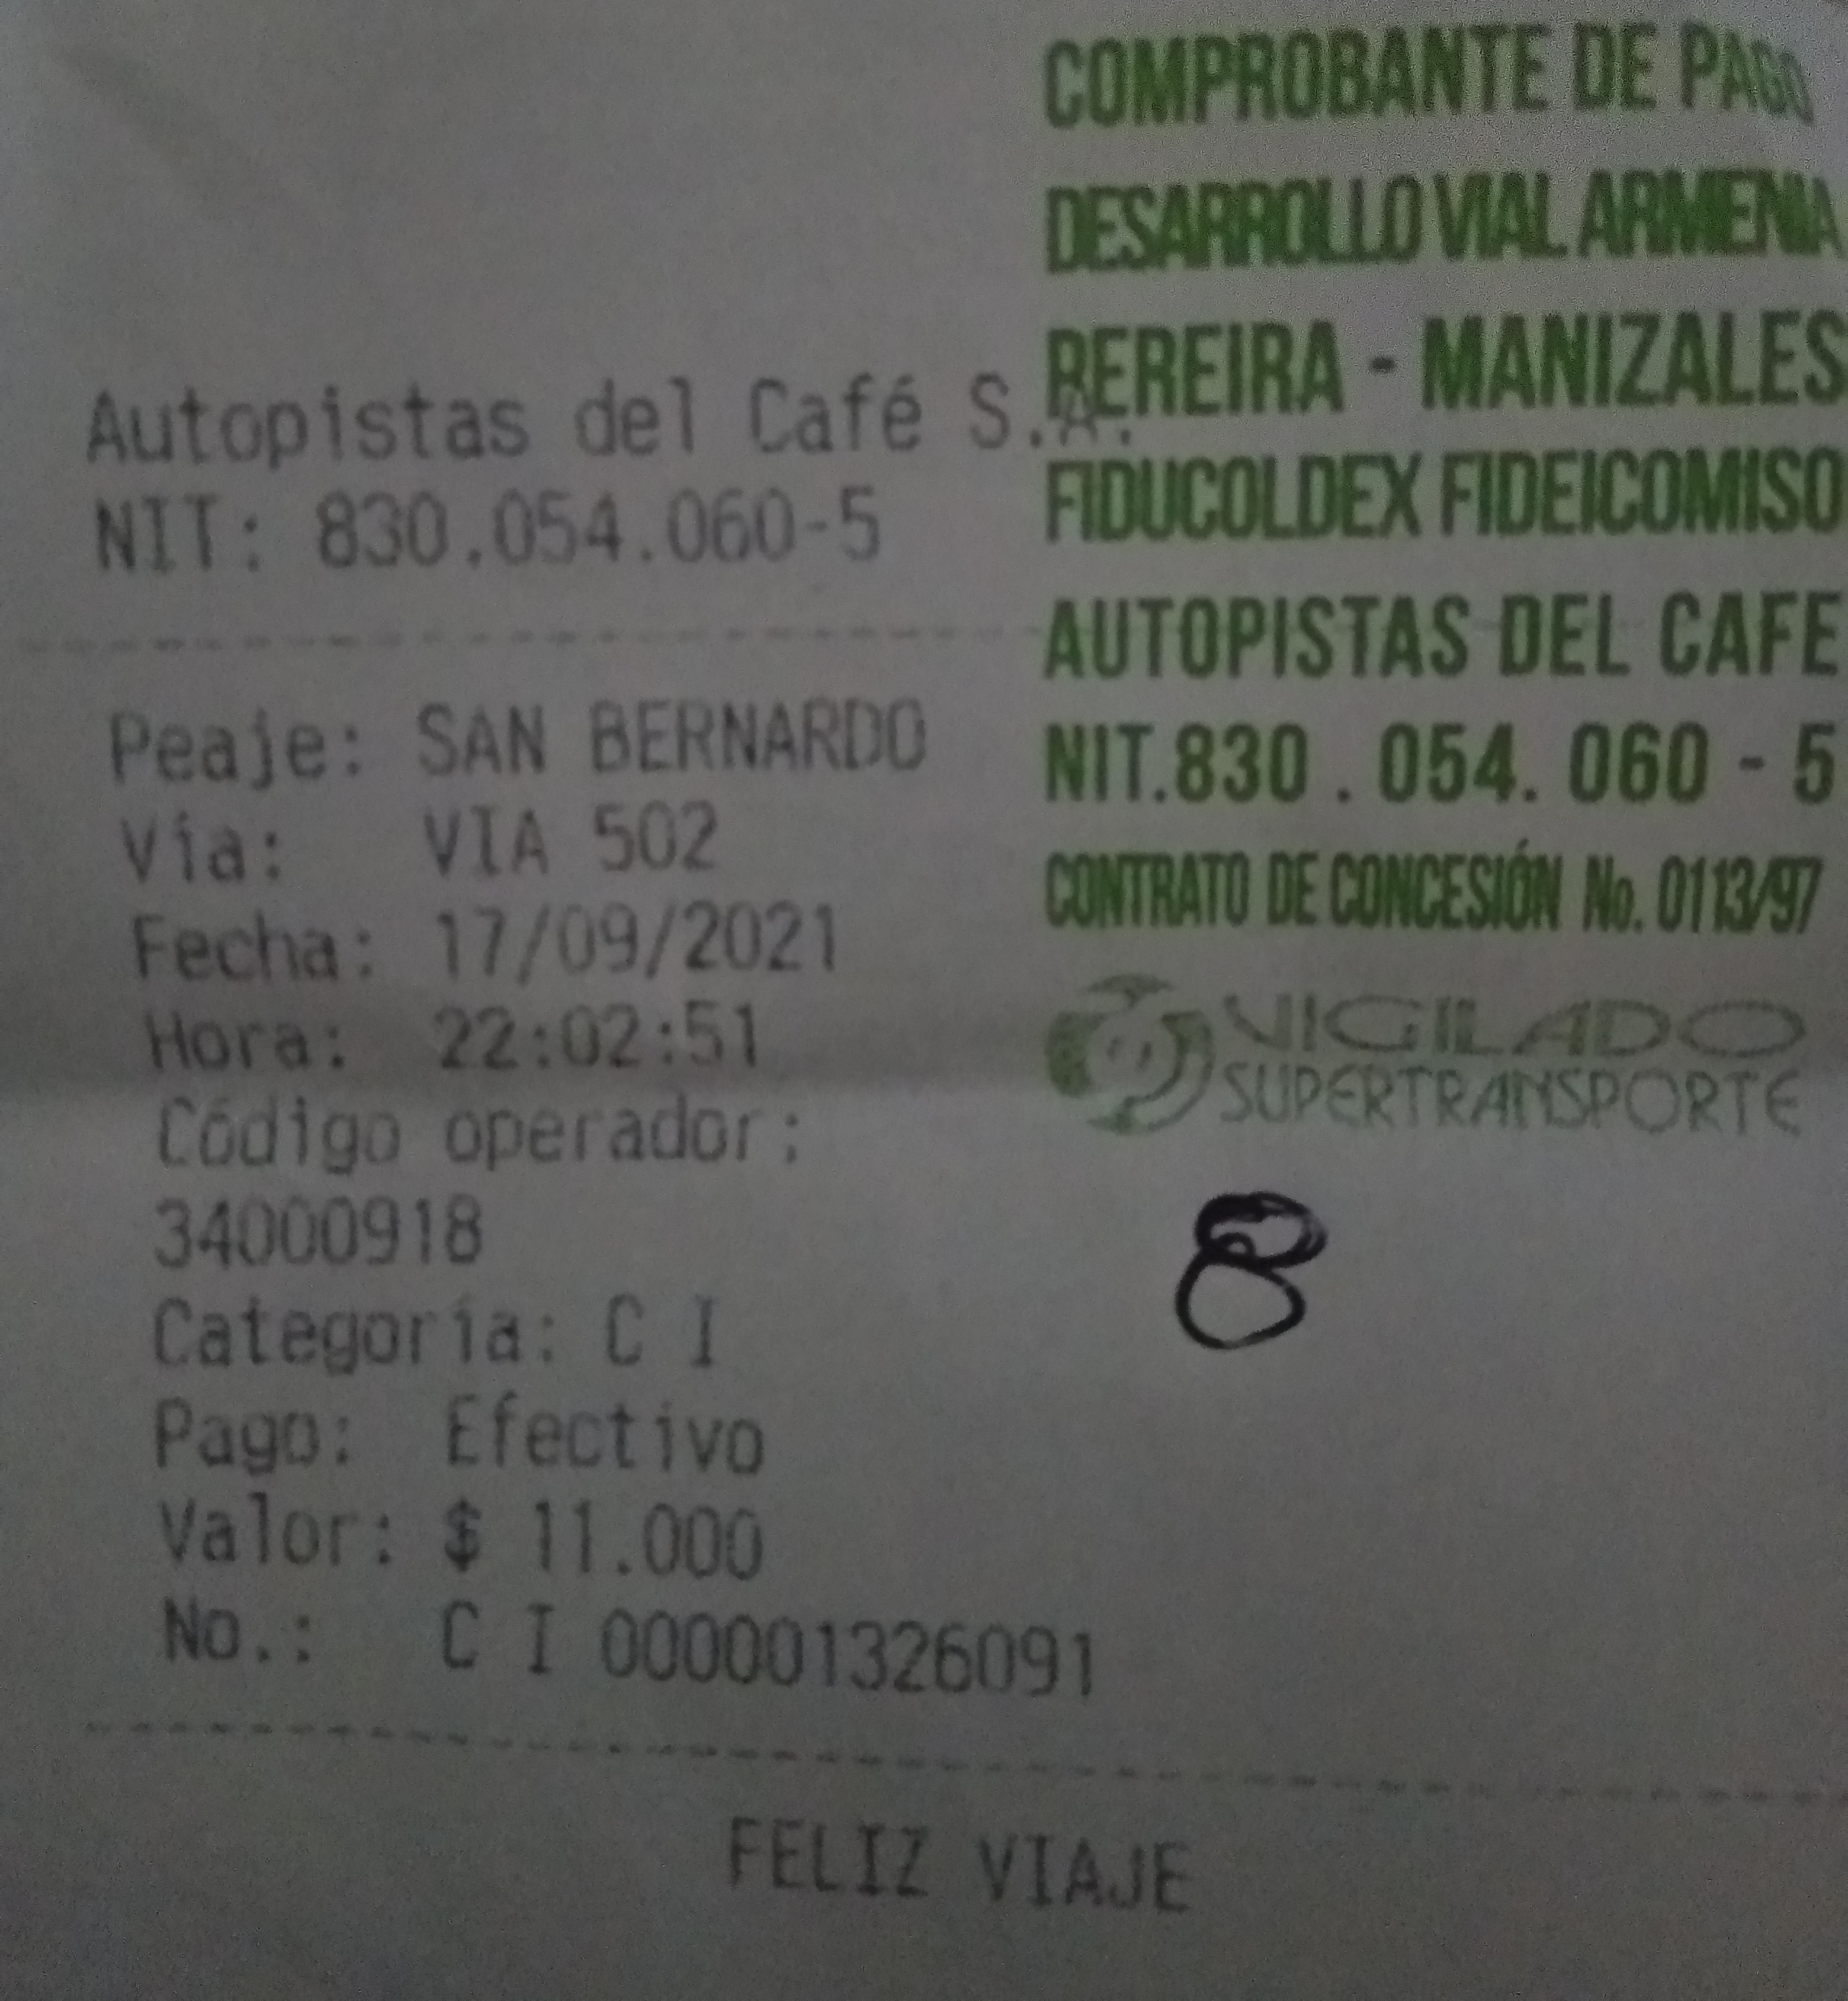 COMPROBANTE DE PAGO
DESARROLLO VIAL ARMENIA
PEREIRA - MANIZALES
FIDUCOLDEX FIDEICOMISO
AUTOPISTAS DEL CAFE
NIT.830 . 054. 060 - 5
CONTRATO DE CONCESIÓN No. 0113/97
VIGILADO
SUPERTRANSPORTE
8
Autopistas del Café S.A.
NIT: 830.054.060-5
Peaje: SAN BERNARDO
Vía: VIA 502
Fecha: 17/09/2021
Hora: 22:02:51
Código operador:
34000918
Categoría: C I
Pago: Efectivo
Valor: $ 11.000
No.: C I 000001326091
FELIZ VIAJE